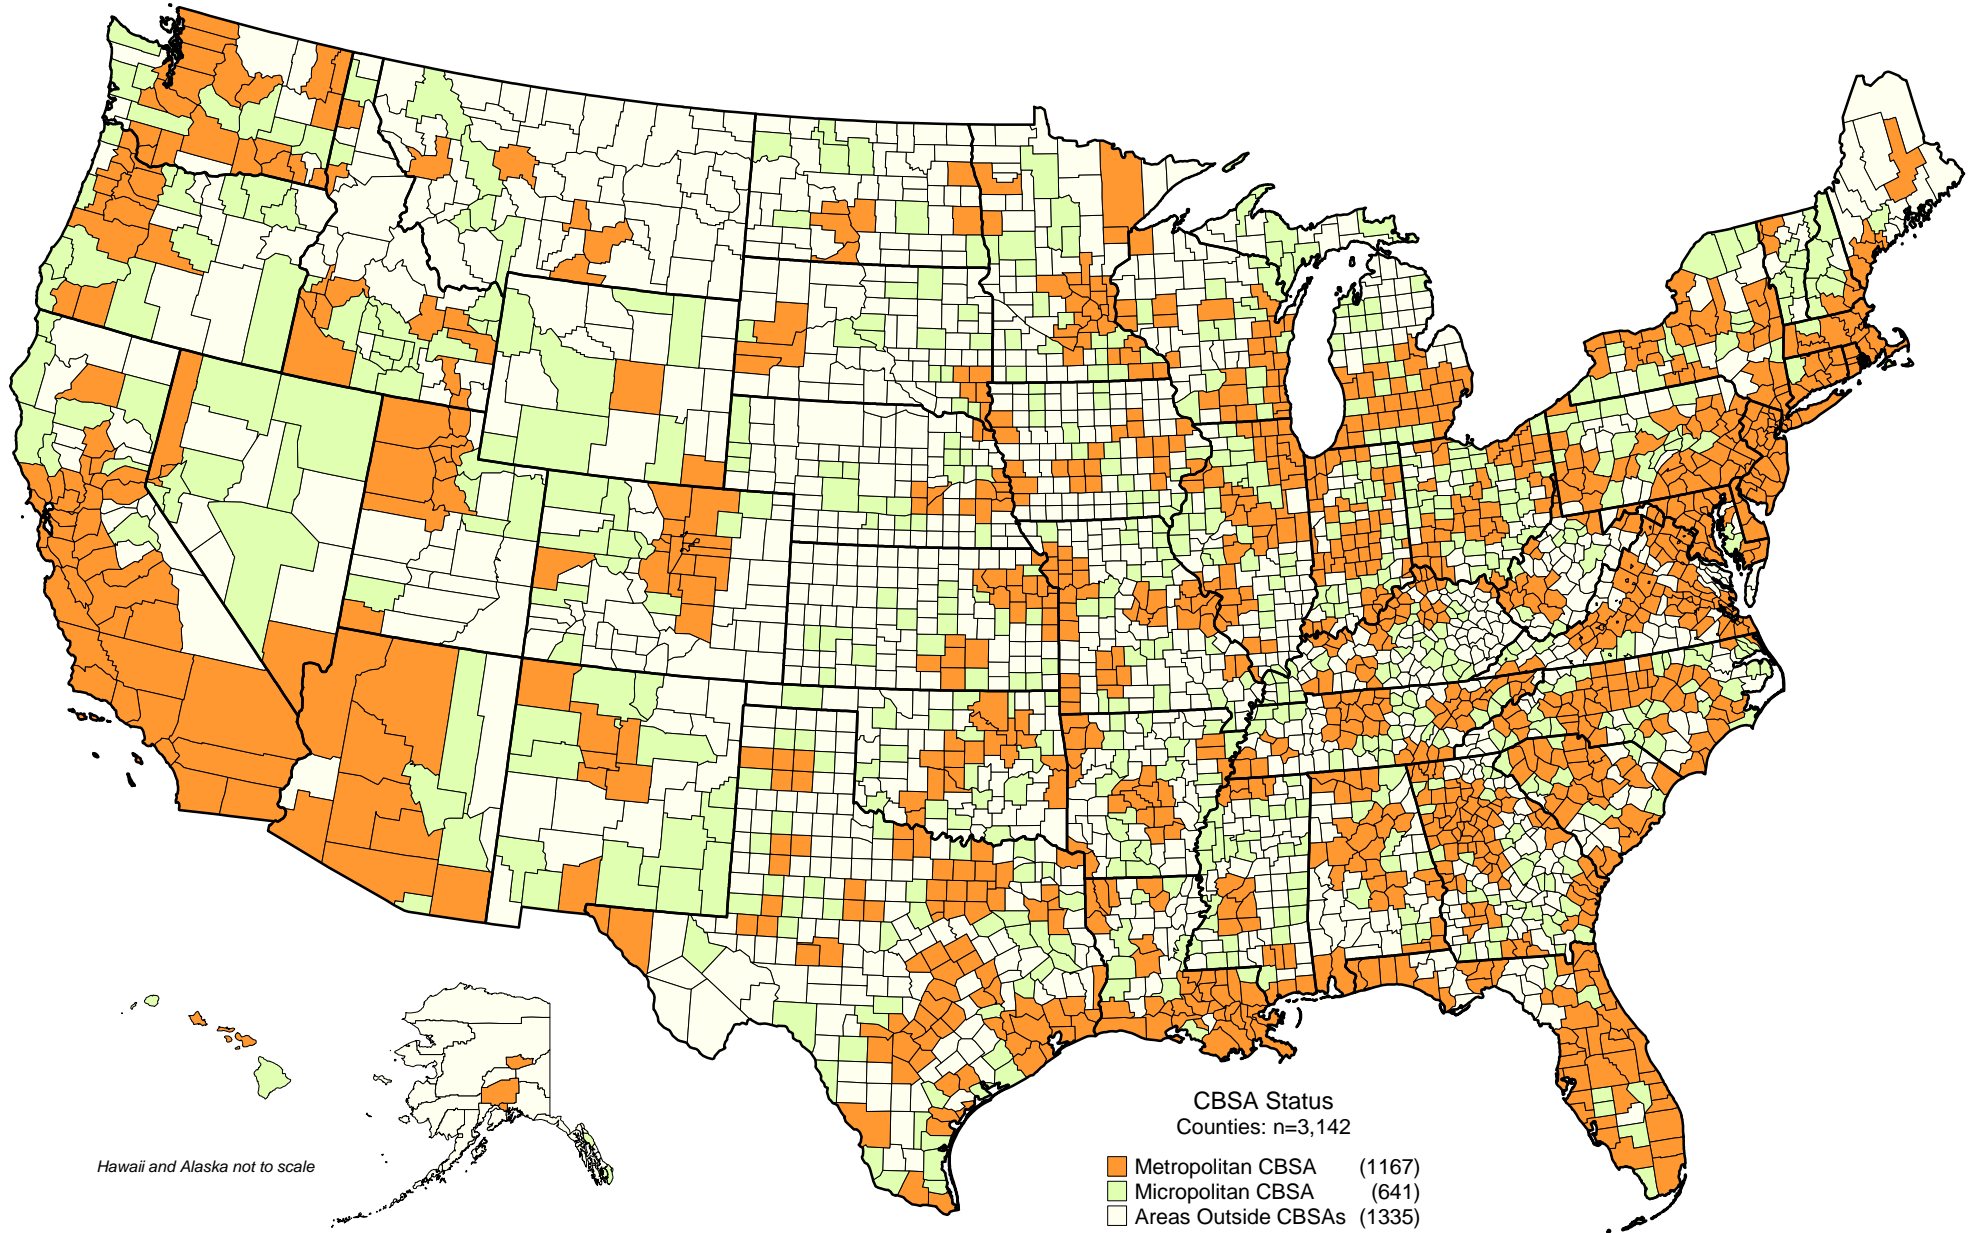 CBSA Status
Counties: n=3,142
Metropolitan CBSA (1167)
Micropolitan CBSA (641)
Areas Outside CBSAs (1335)
Hawaii and Alaska not to scale